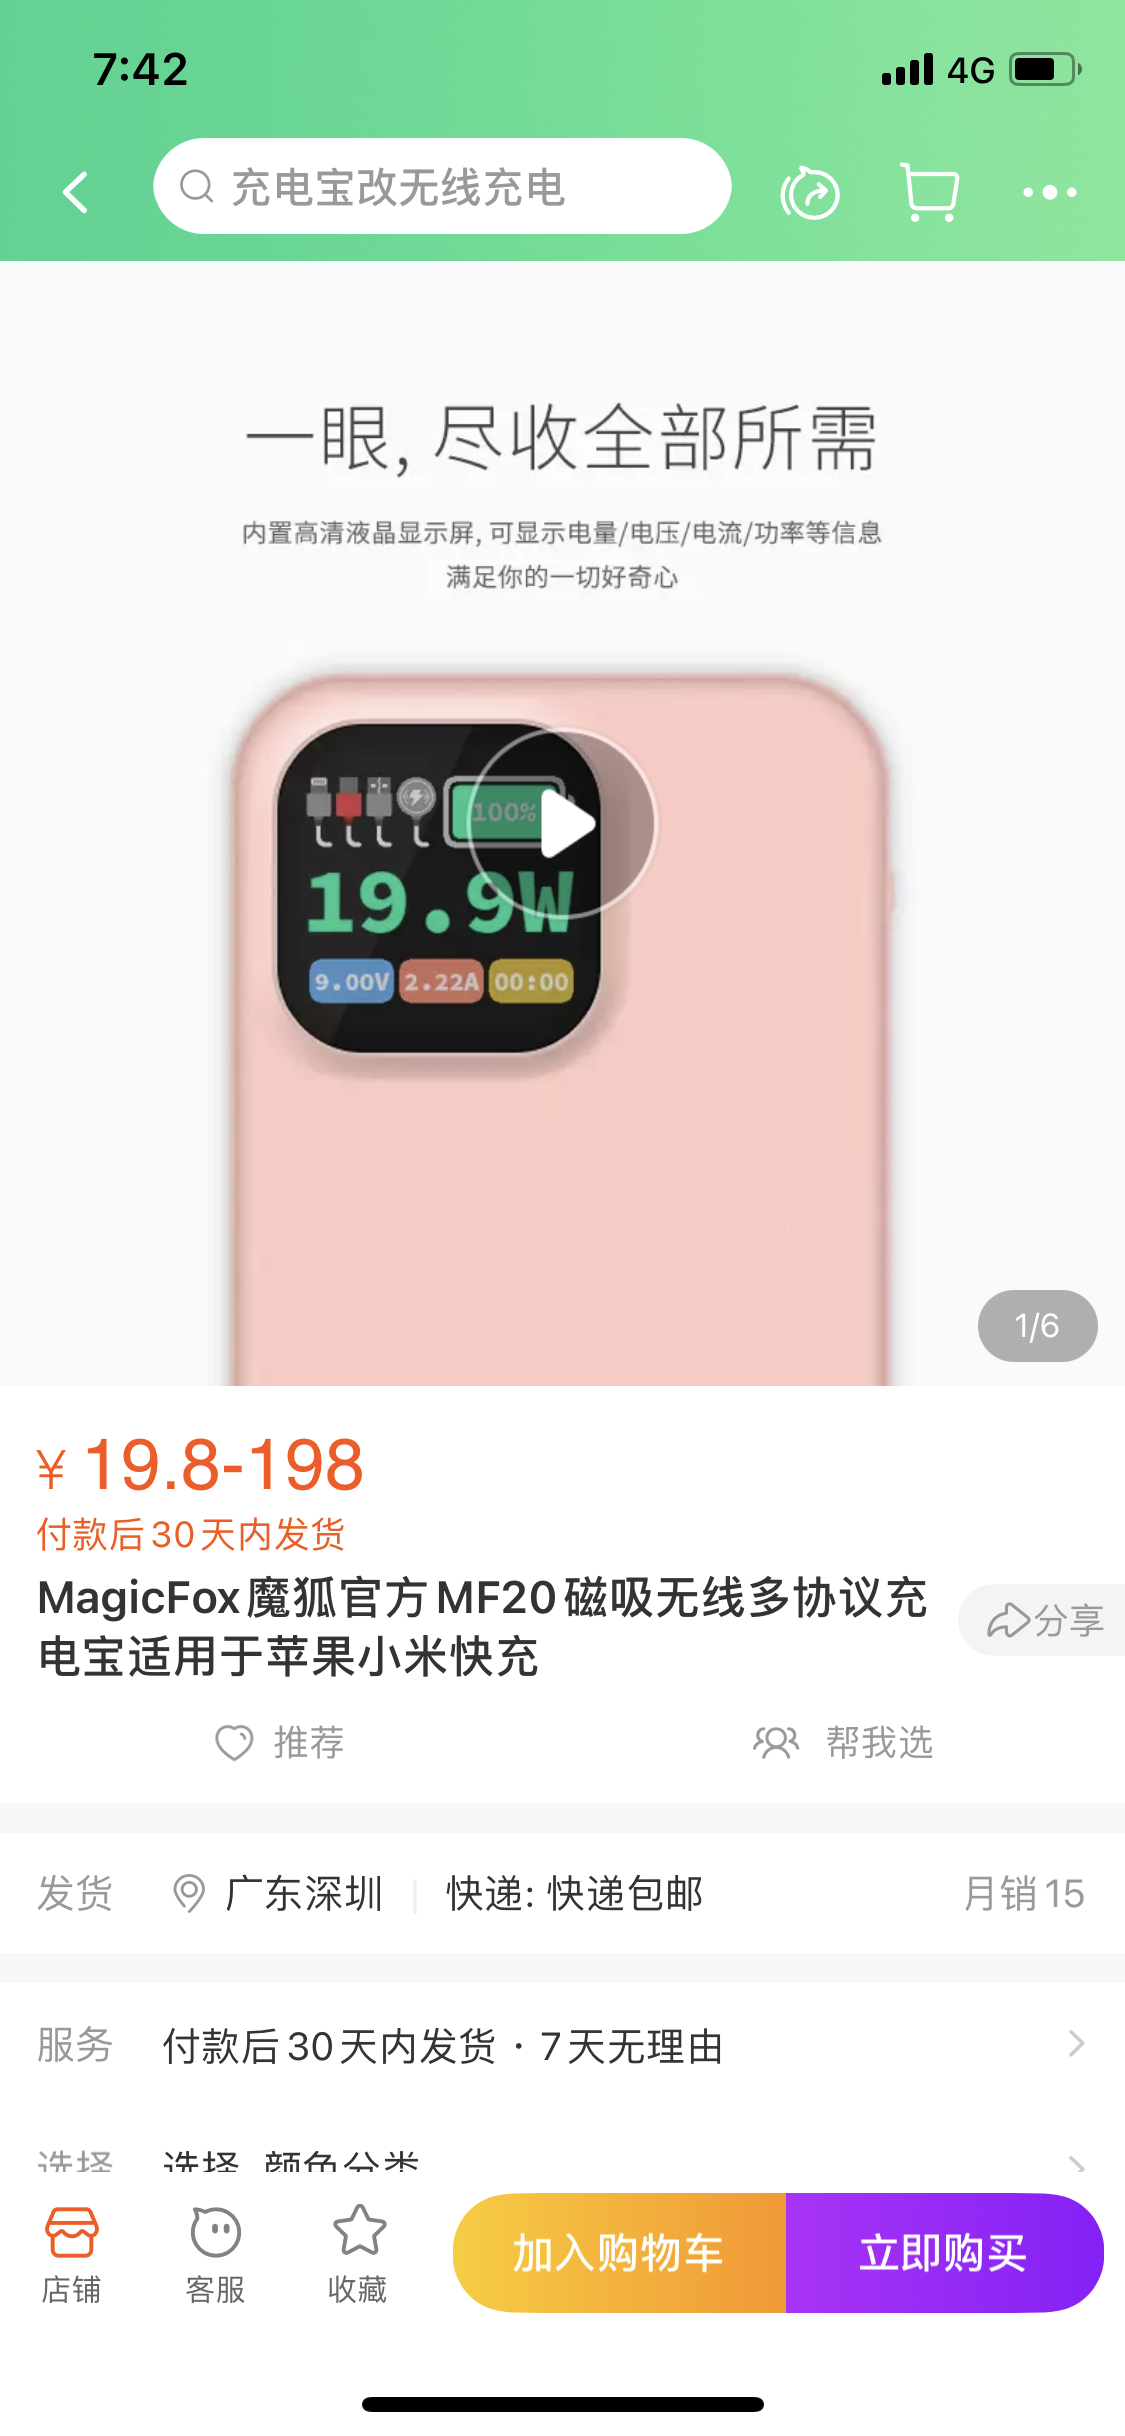 7:42
4G
充电宝改无线充电
一眼, 尽收全部所需
内置高清液晶显示屏, 可显示电量/电压/电流/功率等信息
满足你的一切好奇心
100%
19.9W
9.00V 2.22A 00:00
1/6
¥ 19.8-198
付款后30天内发货
MagicFox魔狐官方MF20磁吸无线多协议充
电宝适用于苹果小米快充
分享
推荐 帮我选
发货 广东深圳 | 快递: 快递包邮 月销15
服务 付款后30天内发货 · 7天无理由
选择 选择 颜色分类
店铺 客服 收藏 加入购物车 立即购买